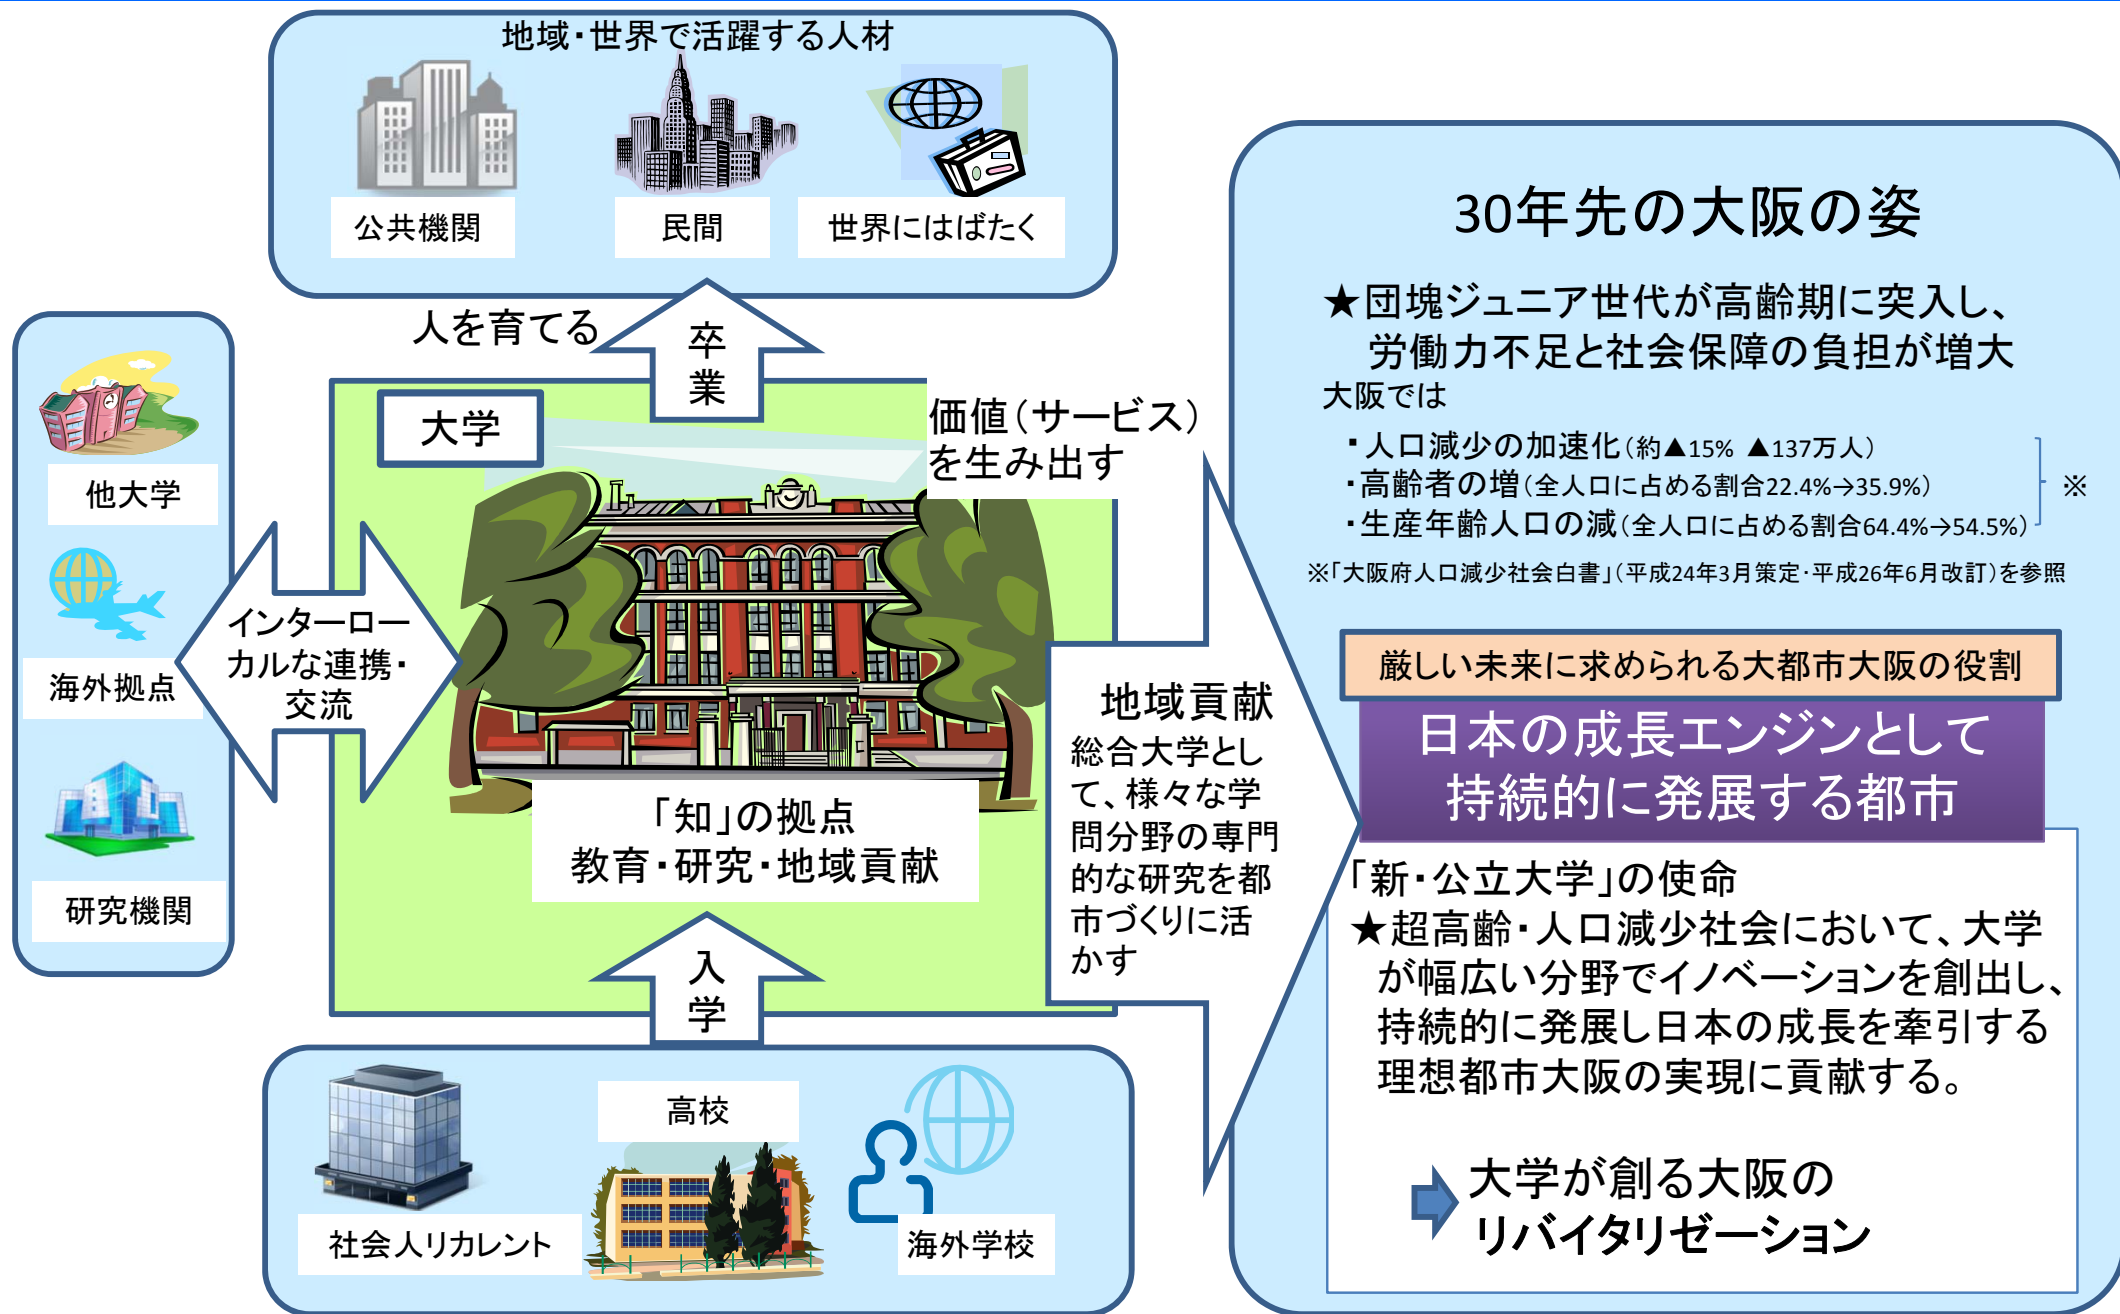 地域・世界で活躍する人材
公共機関
民間
世界にはばたく
人を育てる
卒
業
他大学
海外拠点
研究機関
インターロー
カルな連携・
交流
大学
「知」の拠点
教育・研究・地域貢献
入
学
社会人リカレント
高校
海外学校
価値（サービス）
を生み出す
地域貢献
総合大学とし
て、様々な学
問分野の専門
的な研究を都
市づくりに活
かす
30年先の大阪の姿
★団塊ジュニア世代が高齢期に突入し、
労働力不足と社会保障の負担が増大
大阪では
・人口減少の加速化（約▲15% ▲137万人）
・高齢者の増（全人口に占める割合22.4%→35.9%）
・生産年齢人口の減（全人口に占める割合64.4%→54.5%）
※
※「大阪府人口減少社会白書」（平成24年3月策定・平成26年6月改訂）を参照
厳しい未来に求められる大都市大阪の役割
日本の成長エンジンとして
持続的に発展する都市
「新・公立大学」の使命
★超高齢・人口減少社会において、大学
が幅広い分野でイノベーションを創出し、
持続的に発展し日本の成長を牽引する
理想都市大阪の実現に貢献する。
大学が創る大阪の
リバイタリゼーション